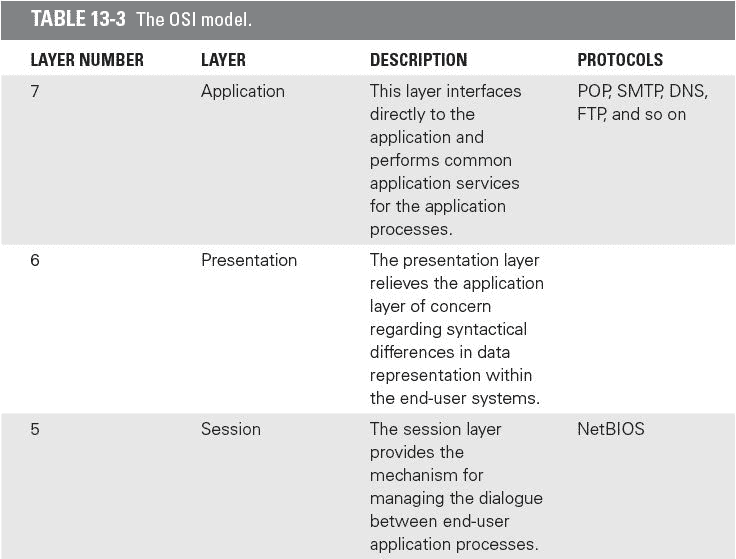 TABLE 13-3 The OSI model.
LAYER NUMBER LAYER DESCRIPTION PROTOCOLS
7 Application This layer interfaces POP, SMTP, DNS,
directly to the FTP, and so on
application and
performs common
application services
for the application
processes.
6 Presentation The presentation layer
relieves the application
layer of concern
regarding syntactical
differences in data
representation within
the end-user systems.
5 Session The session layer NetBIOS
provides the
mechanism for
managing the dialogue
between end-user
application processes.